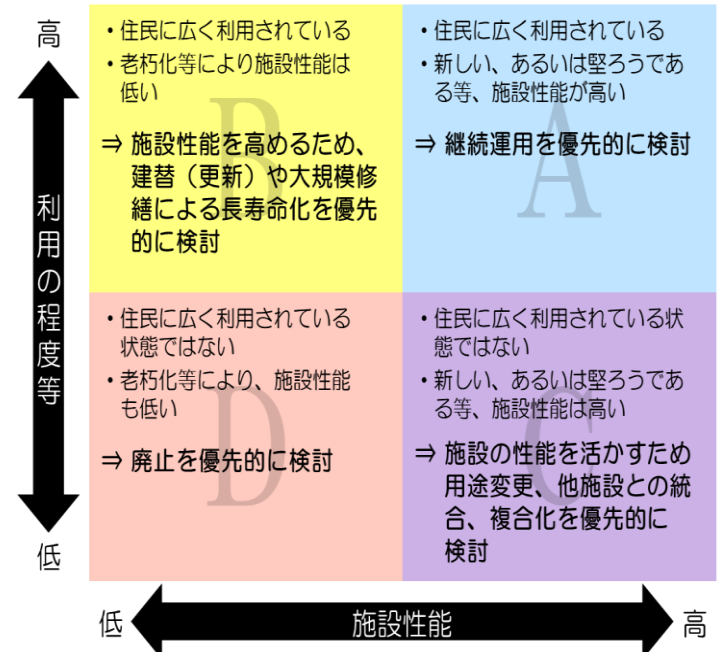 高
利用の程度等
低
・住民に広く利用されている
・老朽化等により施設性能は
低い
⇒ 施設性能を高めるため、
建替（更新）や大規模修
繕による長寿命化を優先
的に検討
B
・住民に広く利用されている
・新しい、あるいは堅ろうであ
る等、施設性能が高い
⇒ 継続運用を優先的に検討
A
・住民に広く利用されている
状態ではない
・老朽化等により、施設性能
も低い
⇒ 廃止を優先的に検討
D
・住民に広く利用されている状
態ではない
・新しい、あるいは堅ろうであ
る等、施設性能は高い
⇒ 施設の性能を活かすため
用途変更、他施設との統
合、複合化を優先的に
検討
C
低
施設性能
高